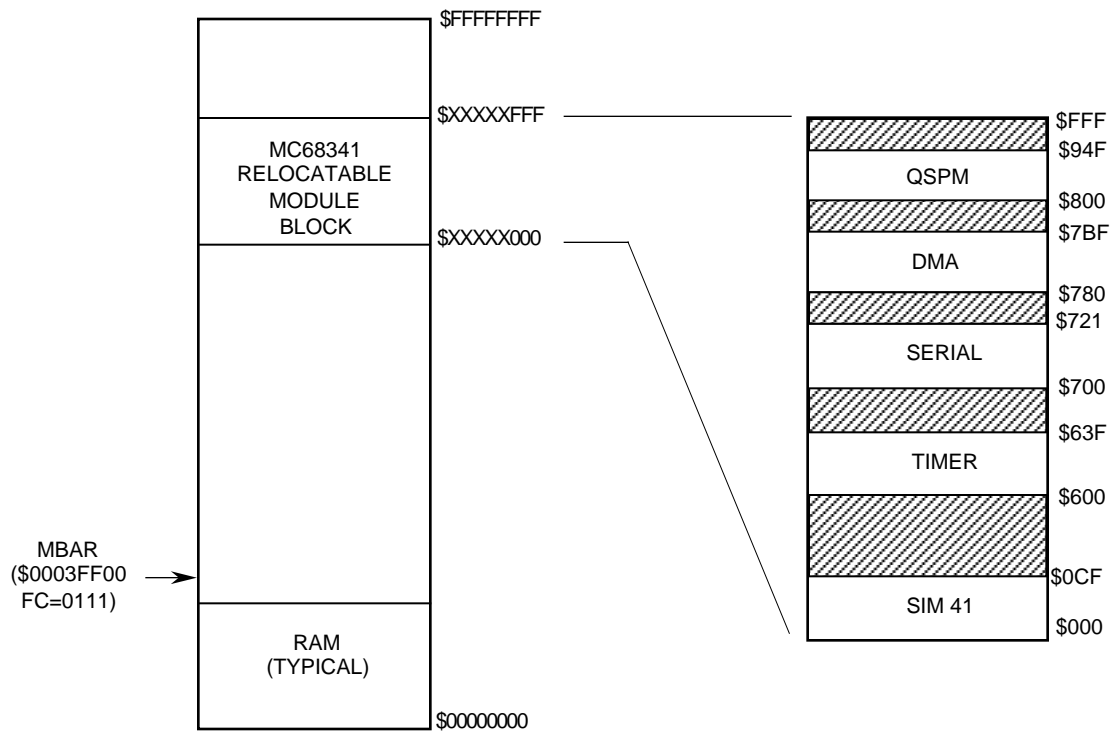 $FFFFFFFF
$XXXXXFFF
MC68341
RELOCATABLE
MODULE
BLOCK
$XXXXX000
MBAR
($0003FF00
FC=0111)
RAM
(TYPICAL)
$00000000
$FFF
$94F
QSPM
$800
$7BF
DMA
$780
$721
SERIAL
$700
$63F
TIMER
$600
$0CF
SIM 41
$000